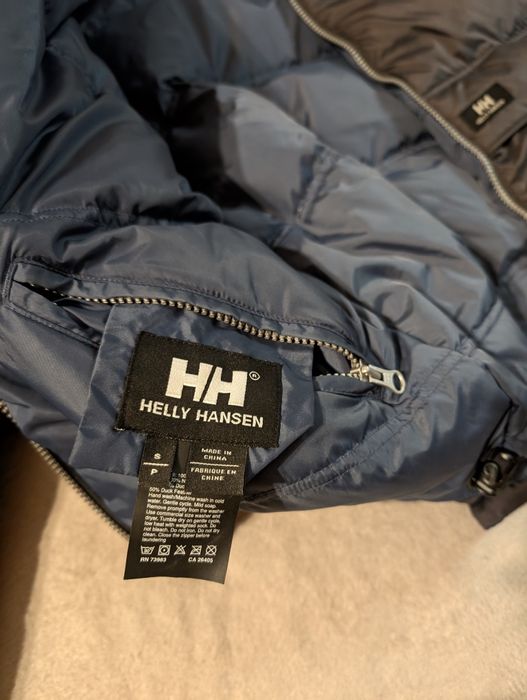 HH
HH®
HELLY HANSEN
S
P
MADE IN
CHINA
FABRIQUE EN
CHINE
50% Duck
Hand wash/Machine wash in cold
water. Gentle cycle. Mild soap.
Remove promptly from the washer
Use commercial size washer and
dryer. Tumble dry on gentle cycle,
low heat with weighted sock. Do
not bleach. Do not iron. Do not dry
clean. Close the zipper before
laundering
RN 73963
CA 26405